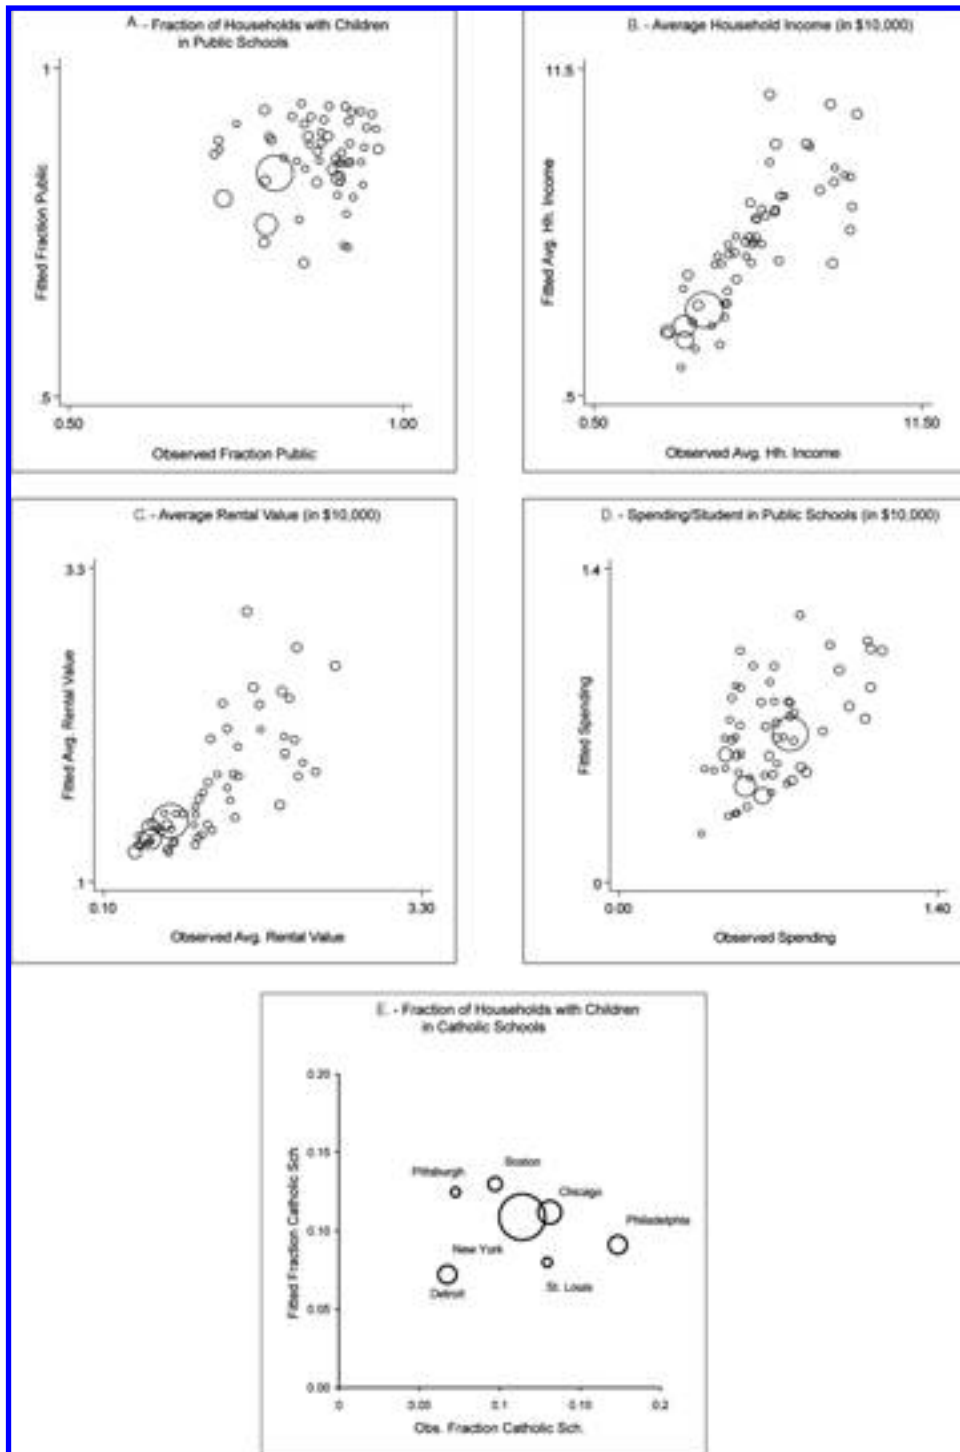 A. - Fraction of Households with Children
in Public Schools
1
Fitted Fraction Public
.5
0.50
1.00
Observed Fraction Public
B. - Average Household Income (in $10,000)
11.5
Fitted Avg. Hh. Income
.5
0.50
11.50
Observed Avg. Hh. Income
C. - Average Rental Value (in $10,000)
3.3
Fitted Avg. Rental Value
.1
0.10
3.30
Observed Avg. Rental Value
D. - Spending/Student in Public Schools (in $10,000)
1.4
Fitted Spending
0
0.00
1.40
Observed Spending
E. - Fraction of Households with Children
in Catholic Schools
0.20
0.15
0.10
0.05
0.00
Fitted Fraction Catholic Sch.
Pittsburgh
Boston
Chicago
Philadelphia
New York
Detroit
St. Louis
0
0.05
0.1
0.15
0.2
Obs. Fraction Catholic Sch.